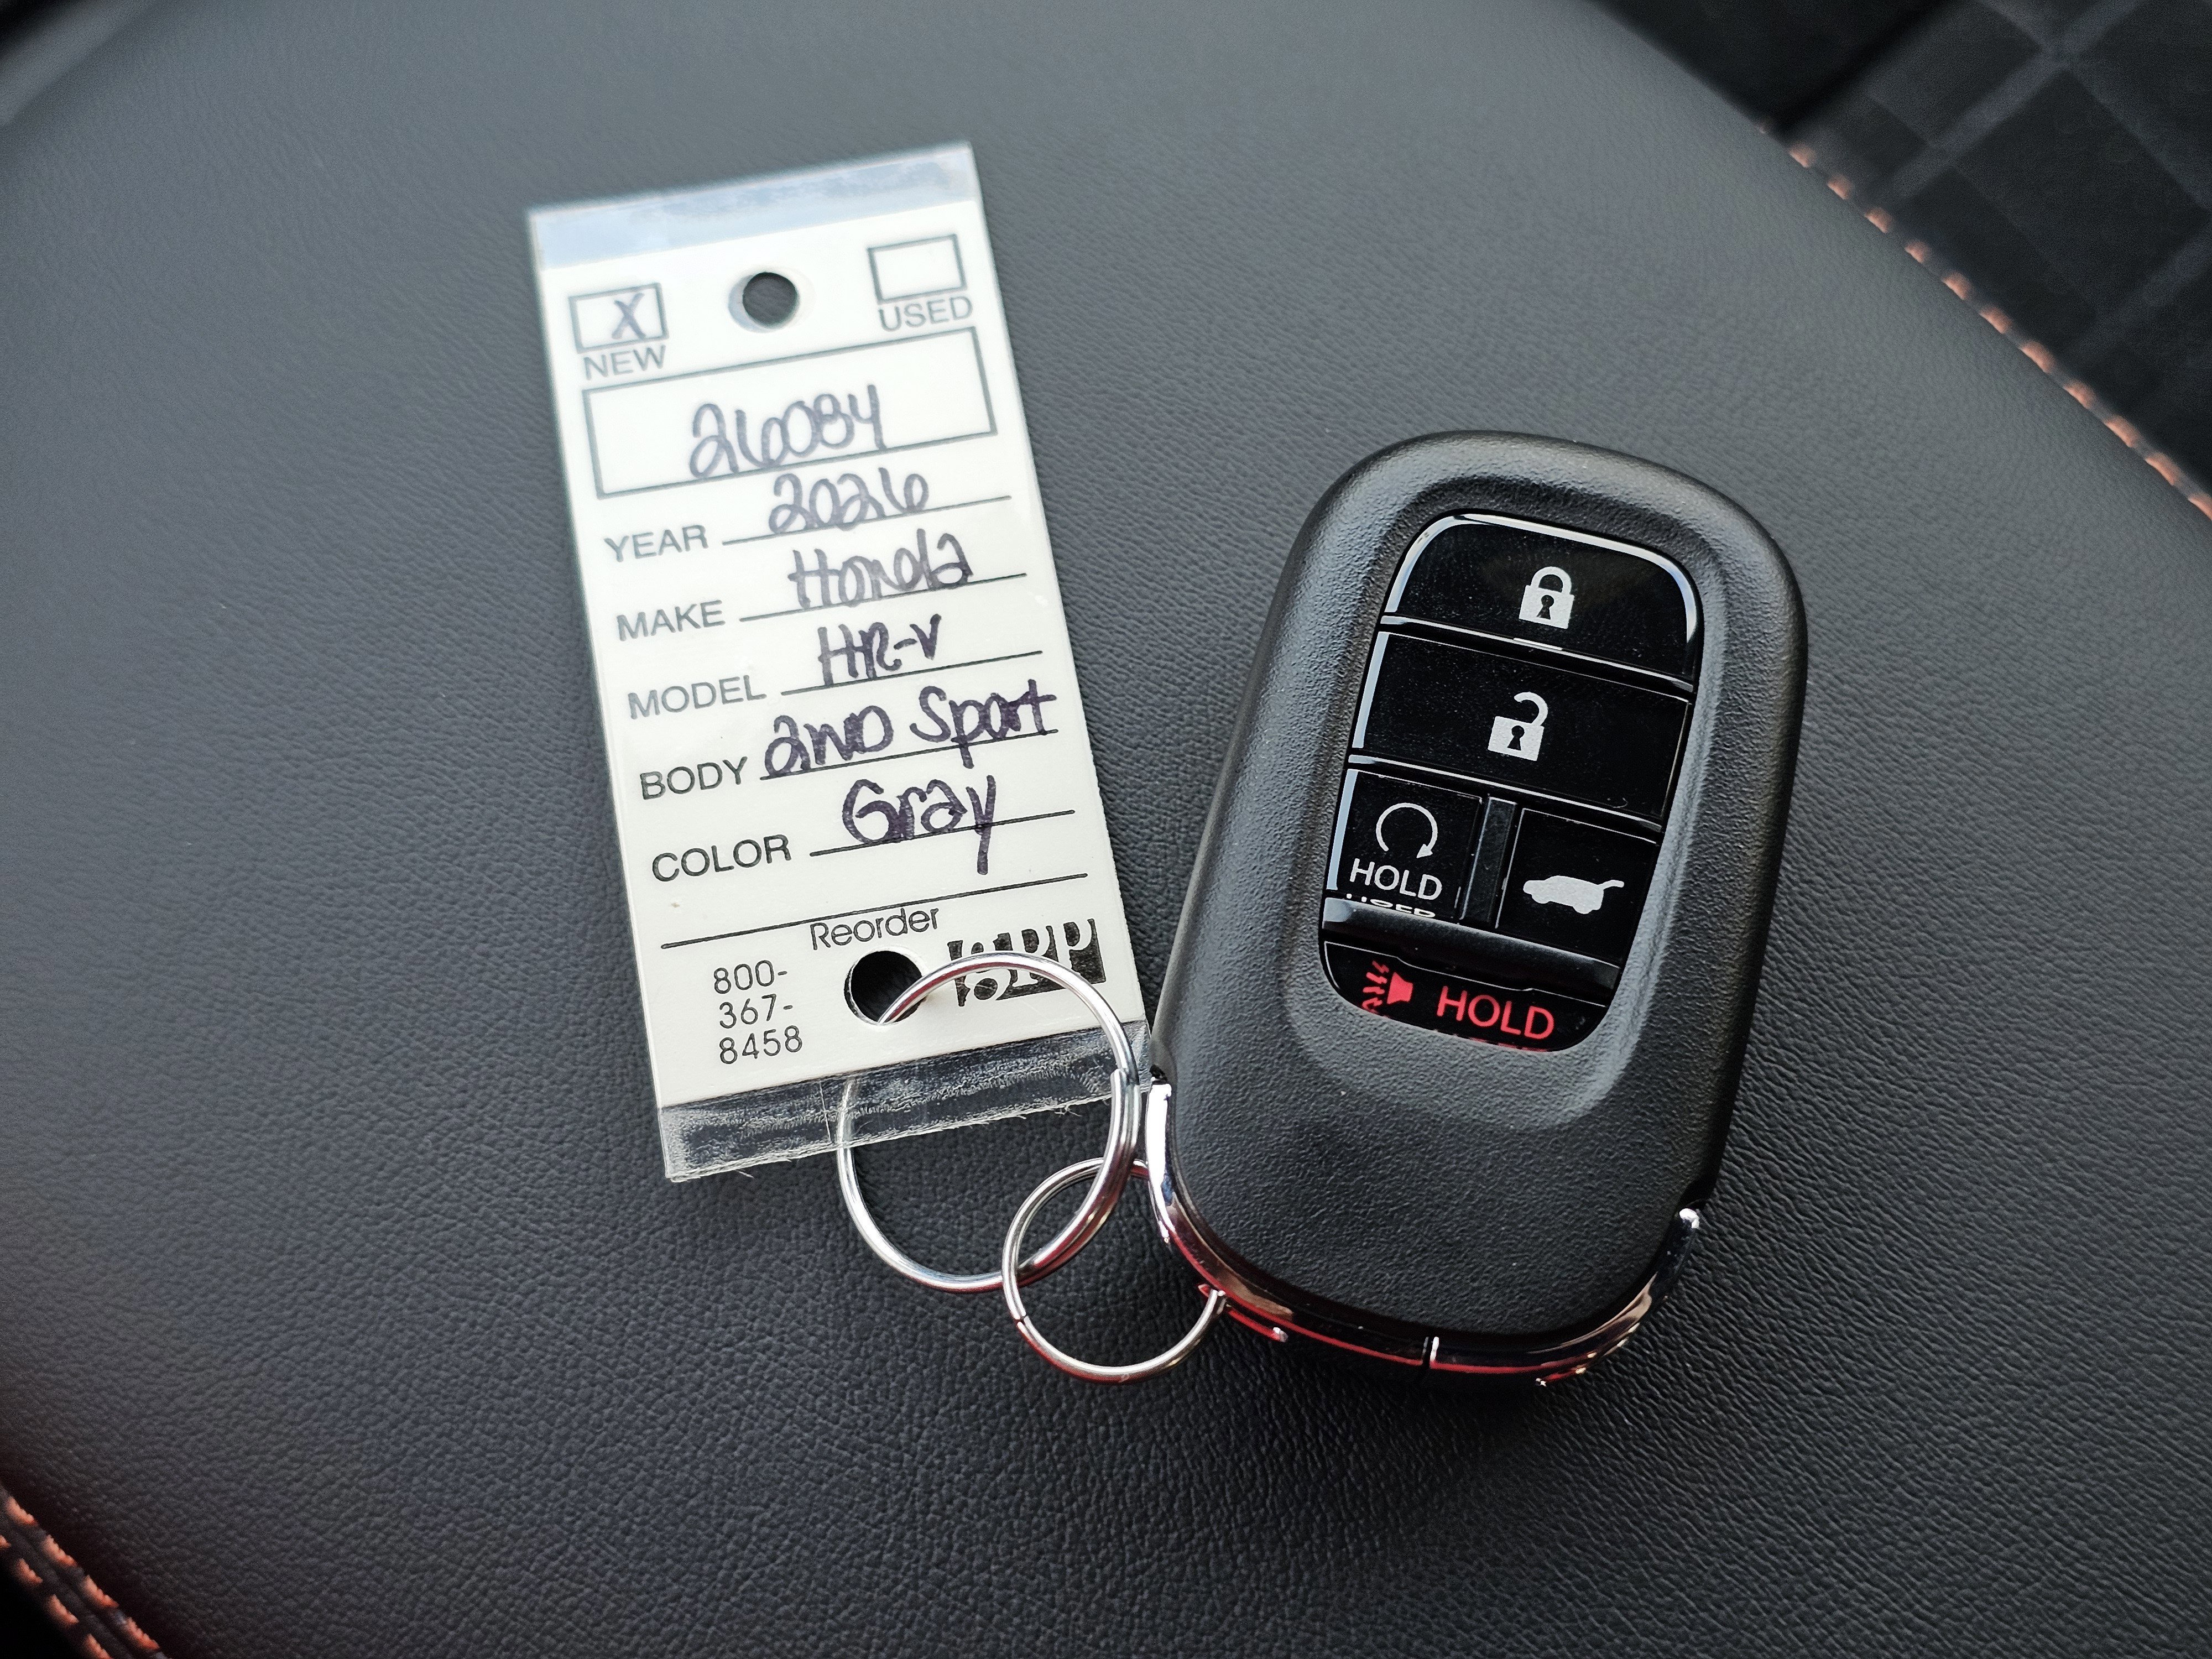 X
NEW
USED
26084
YEAR 2026
MAKE Honda
MODEL HR-V
BODY 2WD Sport
COLOR Gray
Reorder
800-
367-
8458
HOLD
HOLD